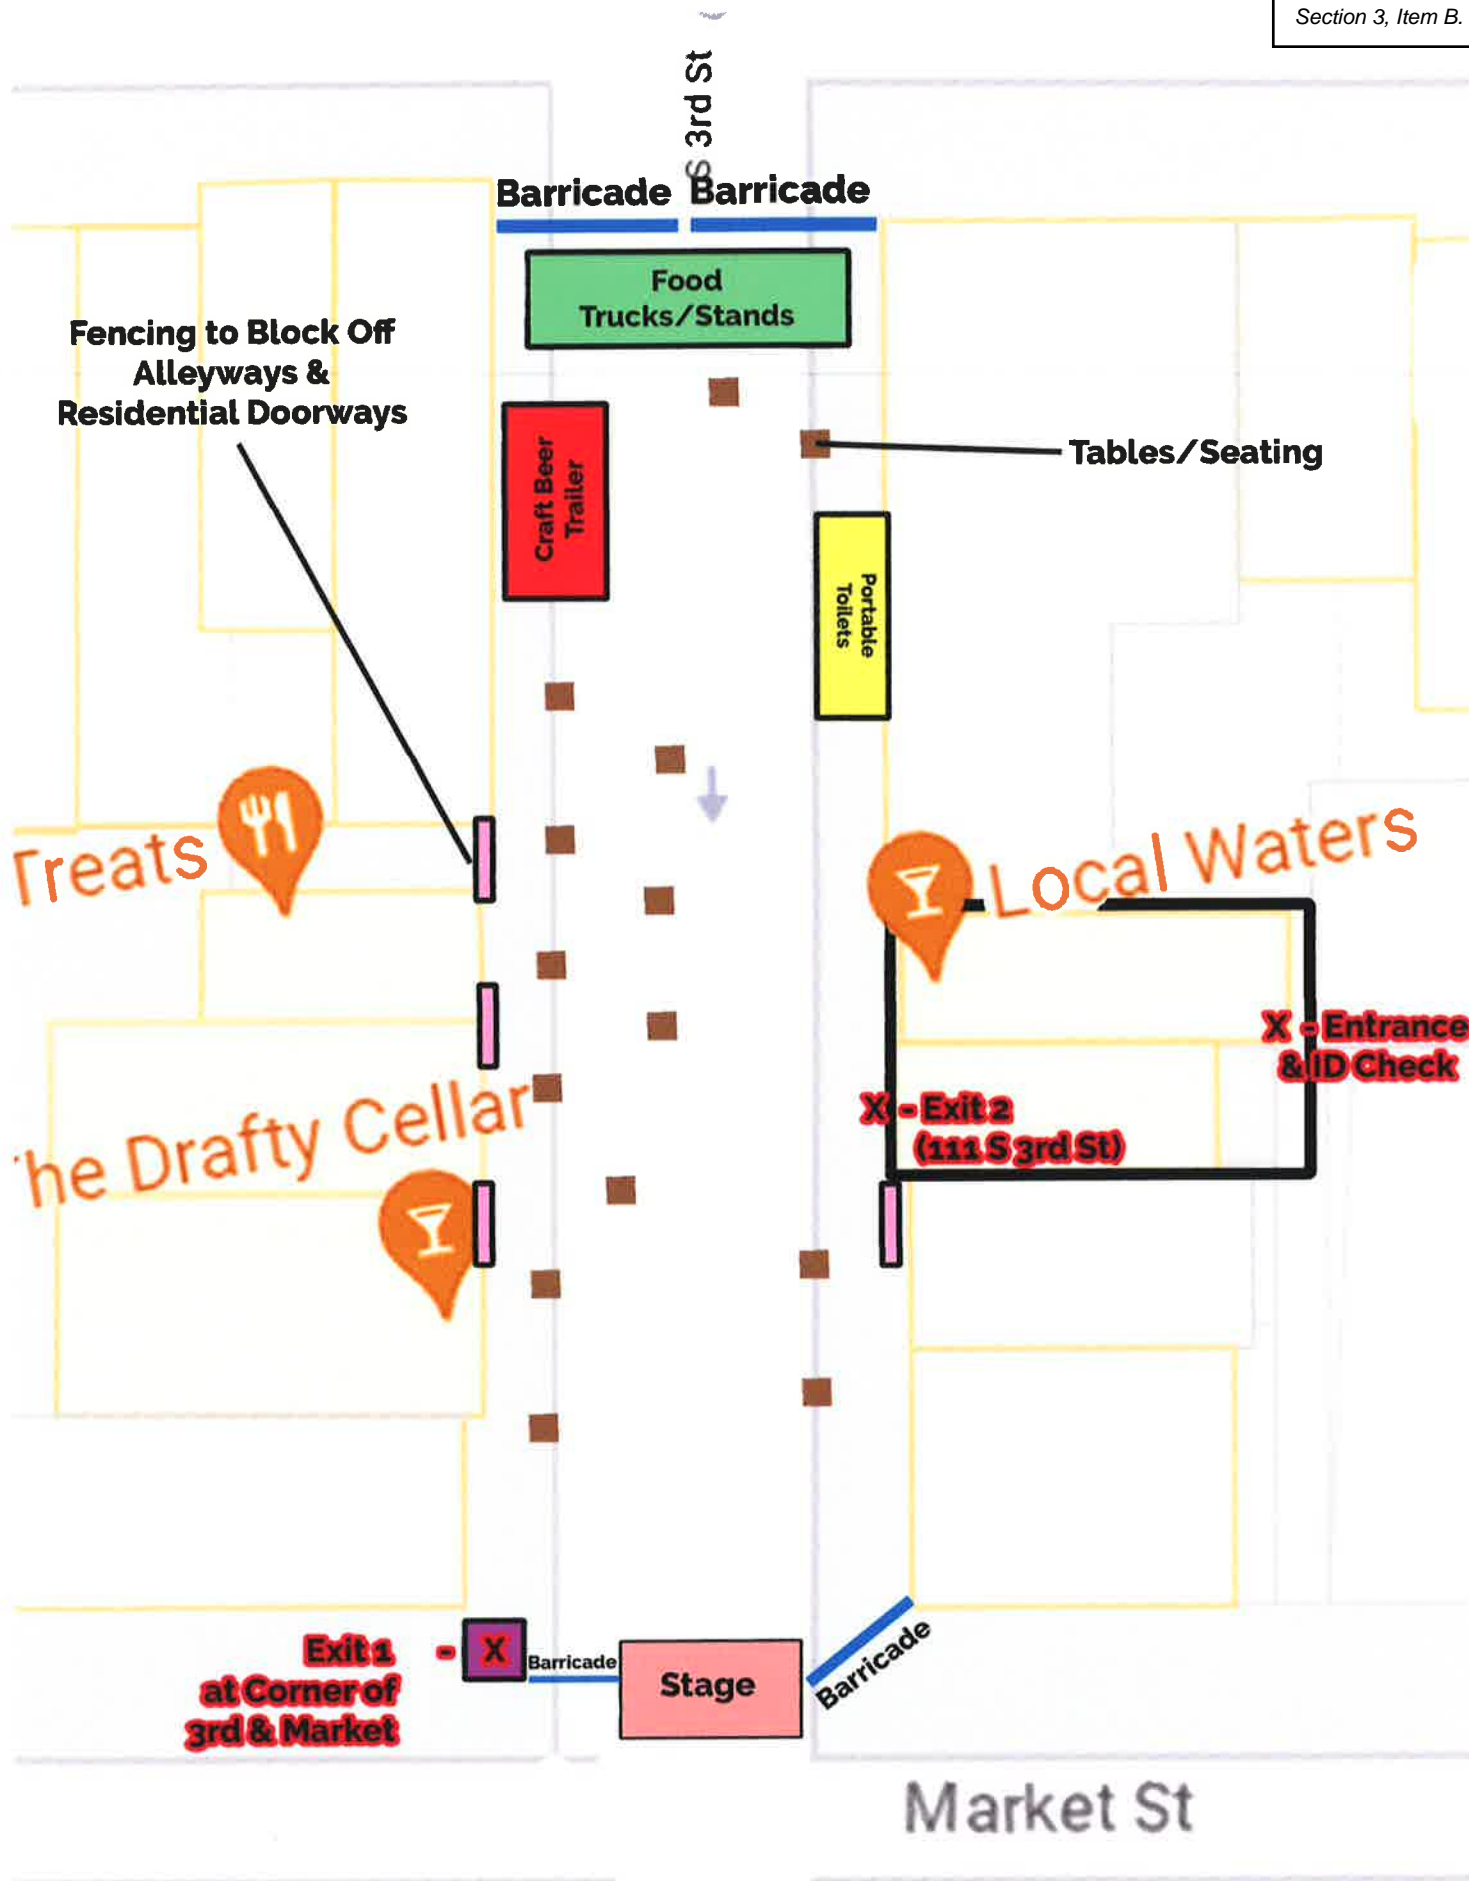 Section 3, Item B.
S 3rd St
Barricade Barricade
Food
Trucks/Stands
Fencing to Block Off
Alleyways &
Residential Doorways
Craft Beer
Trailer
Tables/Seating
Portable
Toilets
Treats
Local Waters
X - Entrance
& ID Check
X - Exit 2
(111 S 3rd St)
he Drafty Cellar
Exit 1 - X
at Corner of
3rd & Market
Barricade
Stage
Barricade
Market St